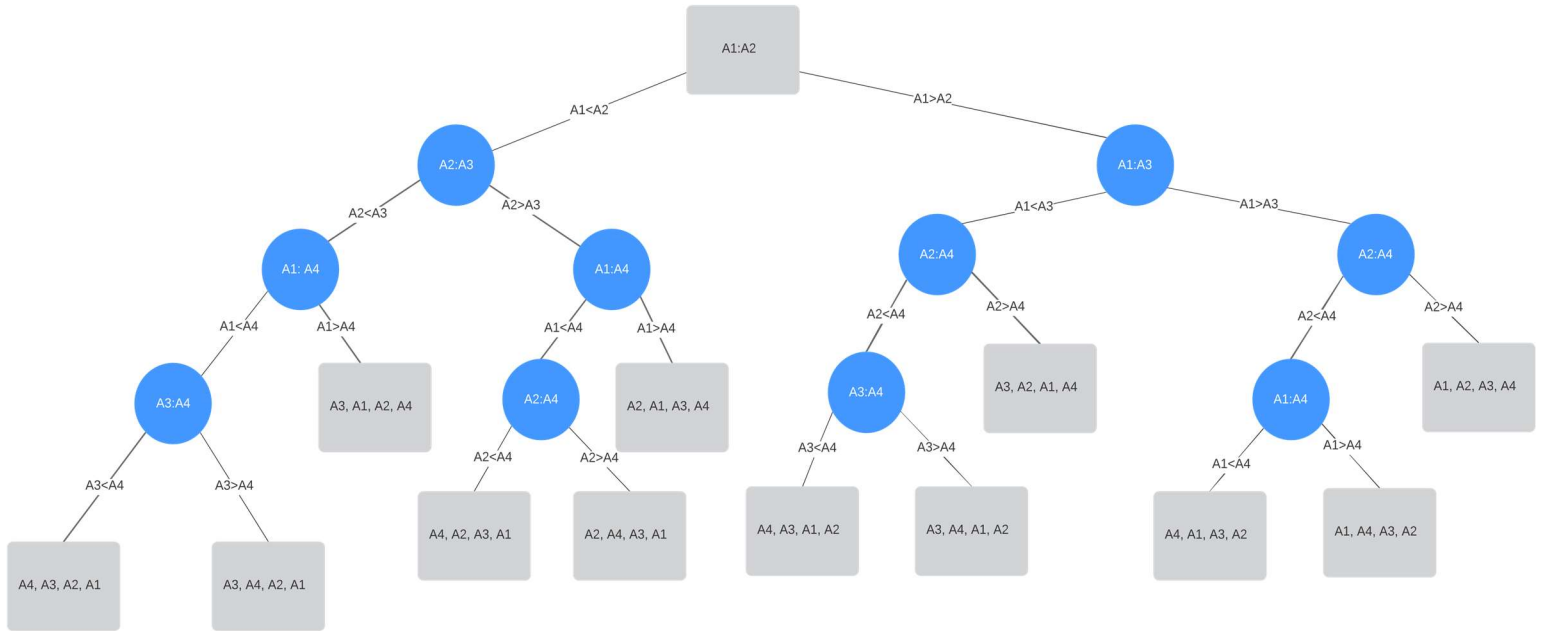 A1:A2
A1<A2
A1>A2
A2:A3
A1:A3
A2<A3
A2>A3
A1<A3
A1>A3
A1: A4
A1:A4
A2:A4
A2:A4
A1<A4
A1>A4
A1<A4
A1>A4
A2<A4
A2>A4
A2<A4
A2>A4
A3:A4
A3, A1, A2, A4
A2:A4
A2, A1, A3, A4
A3:A4
A3, A2, A1, A4
A1:A4
A1, A2, A3, A4
A3<A4
A3>A4
A2<A4
A2>A4
A3<A4
A3>A4
A1<A4
A1>A4
A4, A3, A2, A1
A3, A4, A2, A1
A4, A2, A3, A1
A2, A4, A3, A1
A4, A3, A1, A2
A3, A4, A1, A2
A4, A1, A3, A2
A1, A4, A3, A2